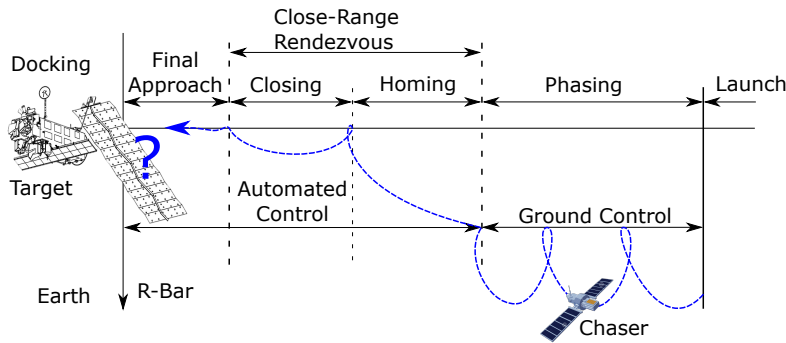 Close-Range
Rendezvous
Docking
Final
Approach
Closing
Homing
Phasing
Launch
?
Target
Automated
Control
Ground Control
Earth
R-Bar
Chaser